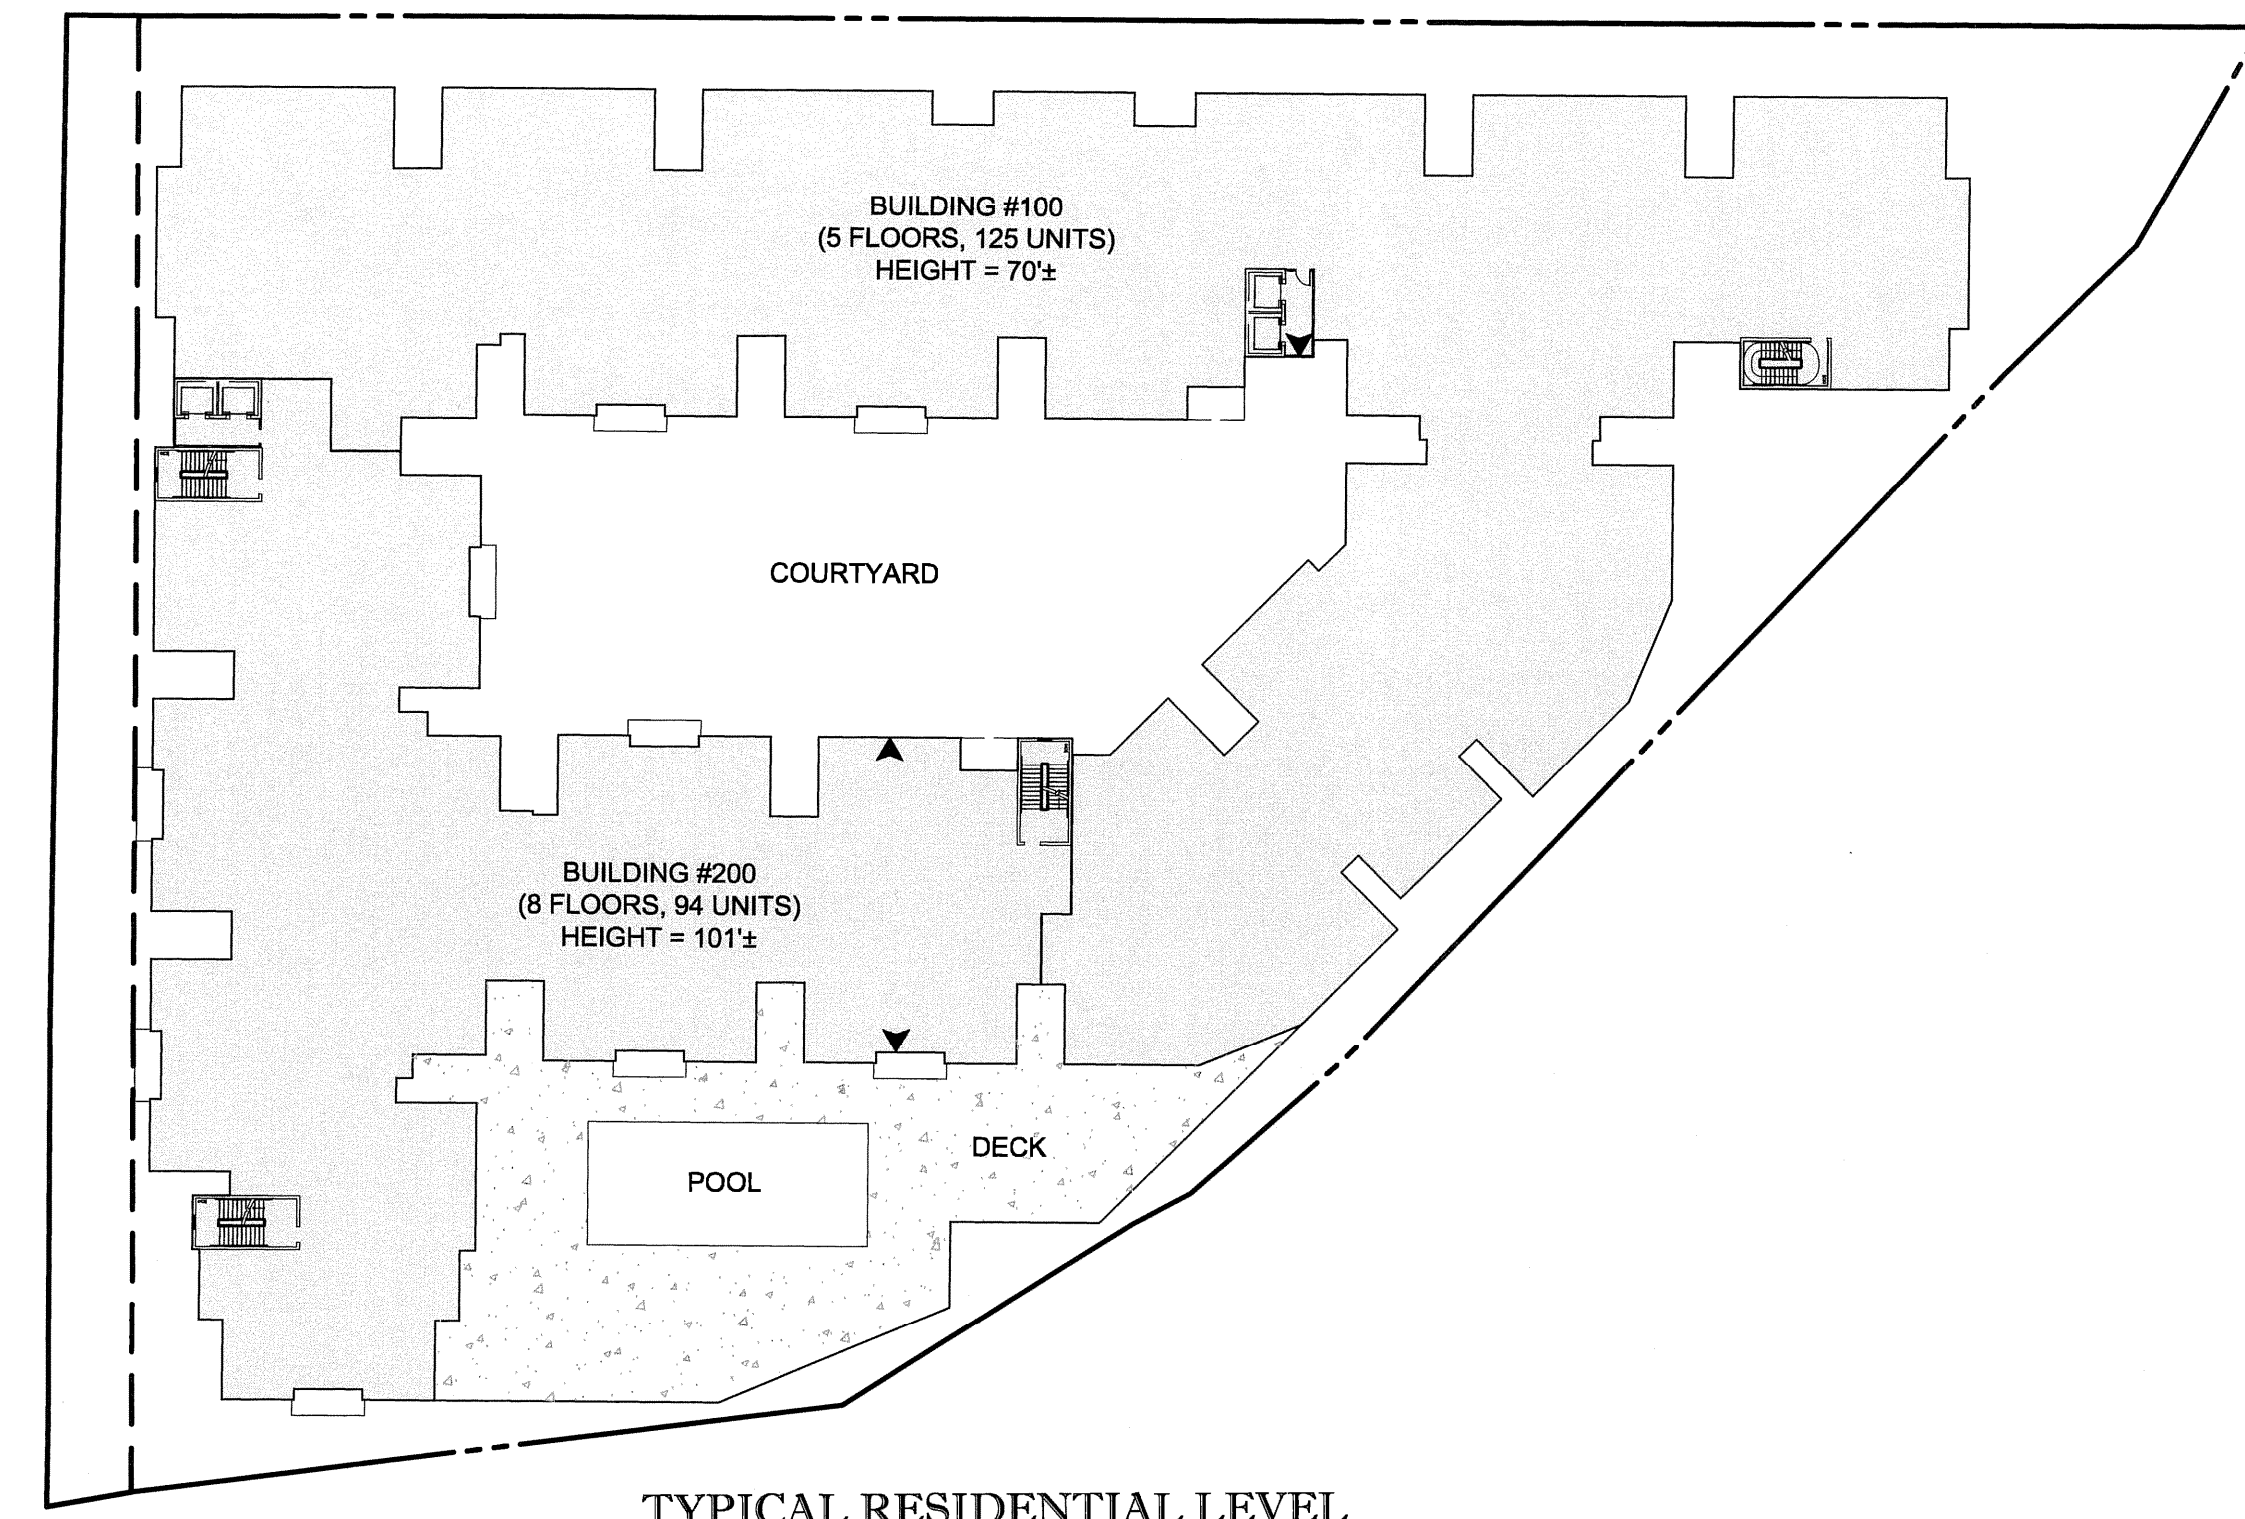 BUILDING #100
(5 FLOORS, 125 UNITS)
HEIGHT = 70'±
COURTYARD
BUILDING #200
(8 FLOORS, 94 UNITS)
HEIGHT = 101'±
DECK
POOL
TYPICAL RESIDENTIAL LEVEL